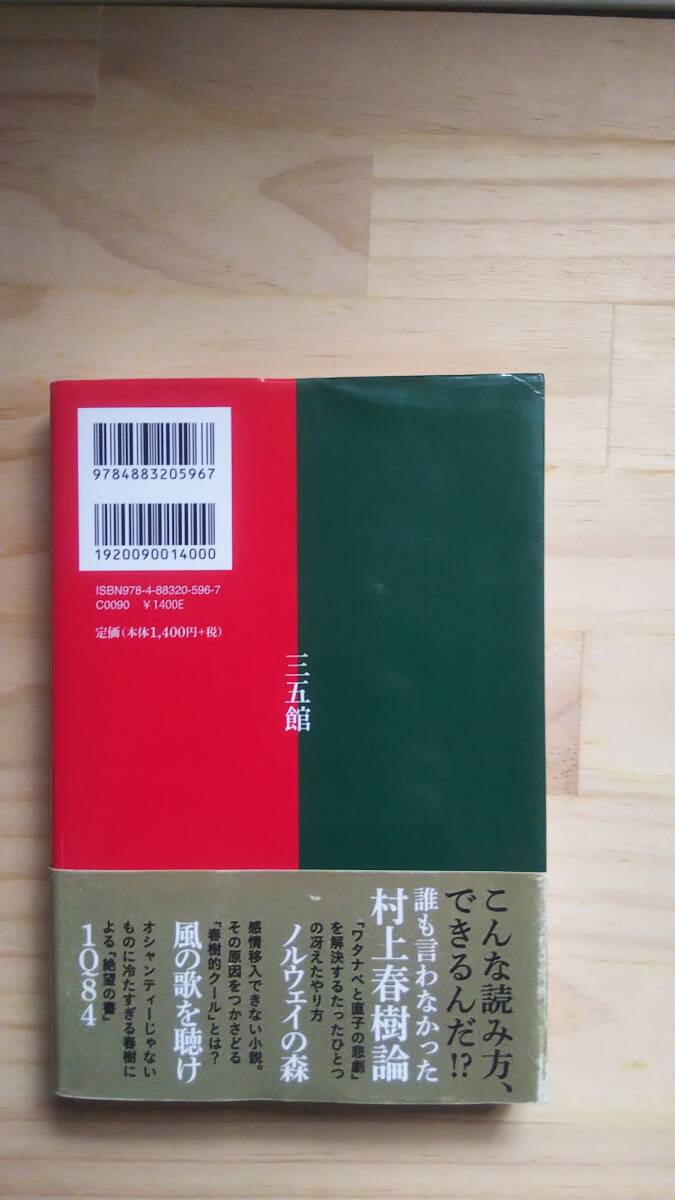 9784883205967
1920090014000
ISBN978-4-88320-596-7
C0090 ¥1400E
定価(本体1,400円+税)
三五館
こんな読み方、
できるんだ!?
誰も言わなかった
村上春樹論
「ワタナベと直子の悲劇」
を解決するたったひとつ
の冴えたやり方
ノルウェイの森
感情移入できない小説。
その原因をつかさどる
「春樹的クール」とは?
風の歌を聴け
オシャンティーじゃない
ものに冷たすぎる春樹に
よる「絶望の書」
1Q84